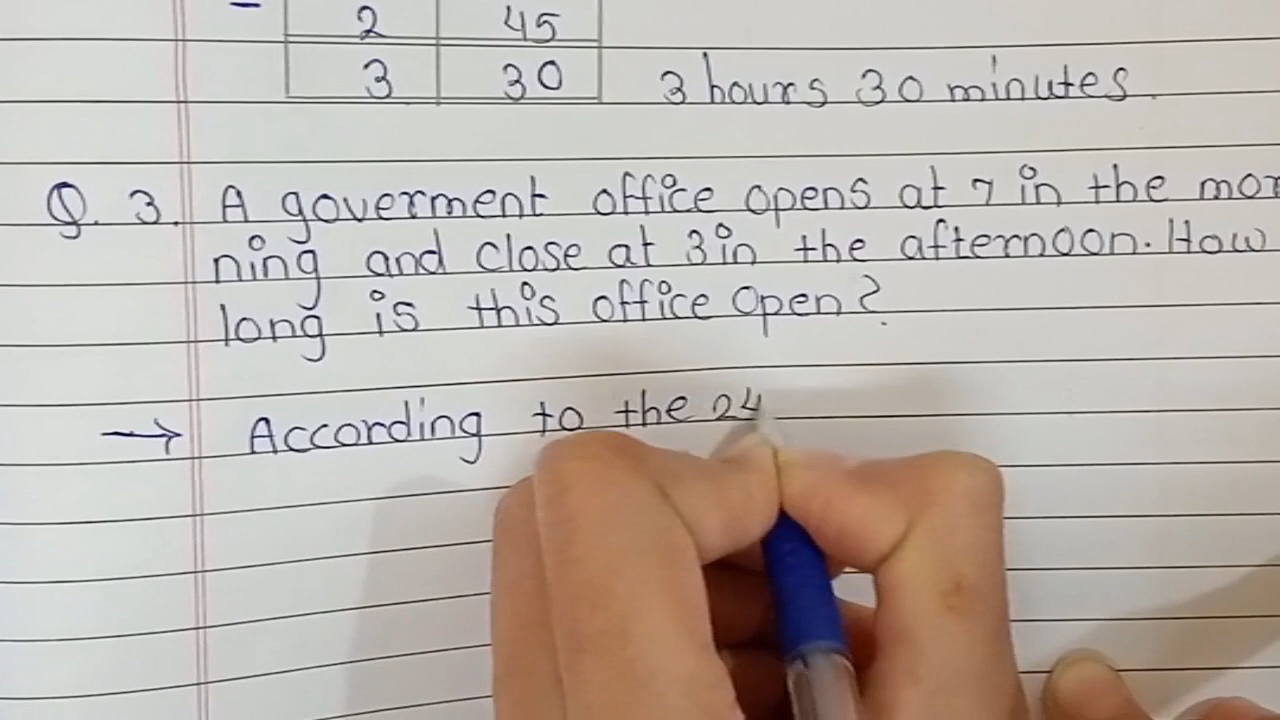 - 2 45
3 30 3 hours 30 minutes.
Q. 3. A goverment office opens at 7 in the mor
ning and close at 3 in the afternoon. How
long is this office open?
→ According to the 24